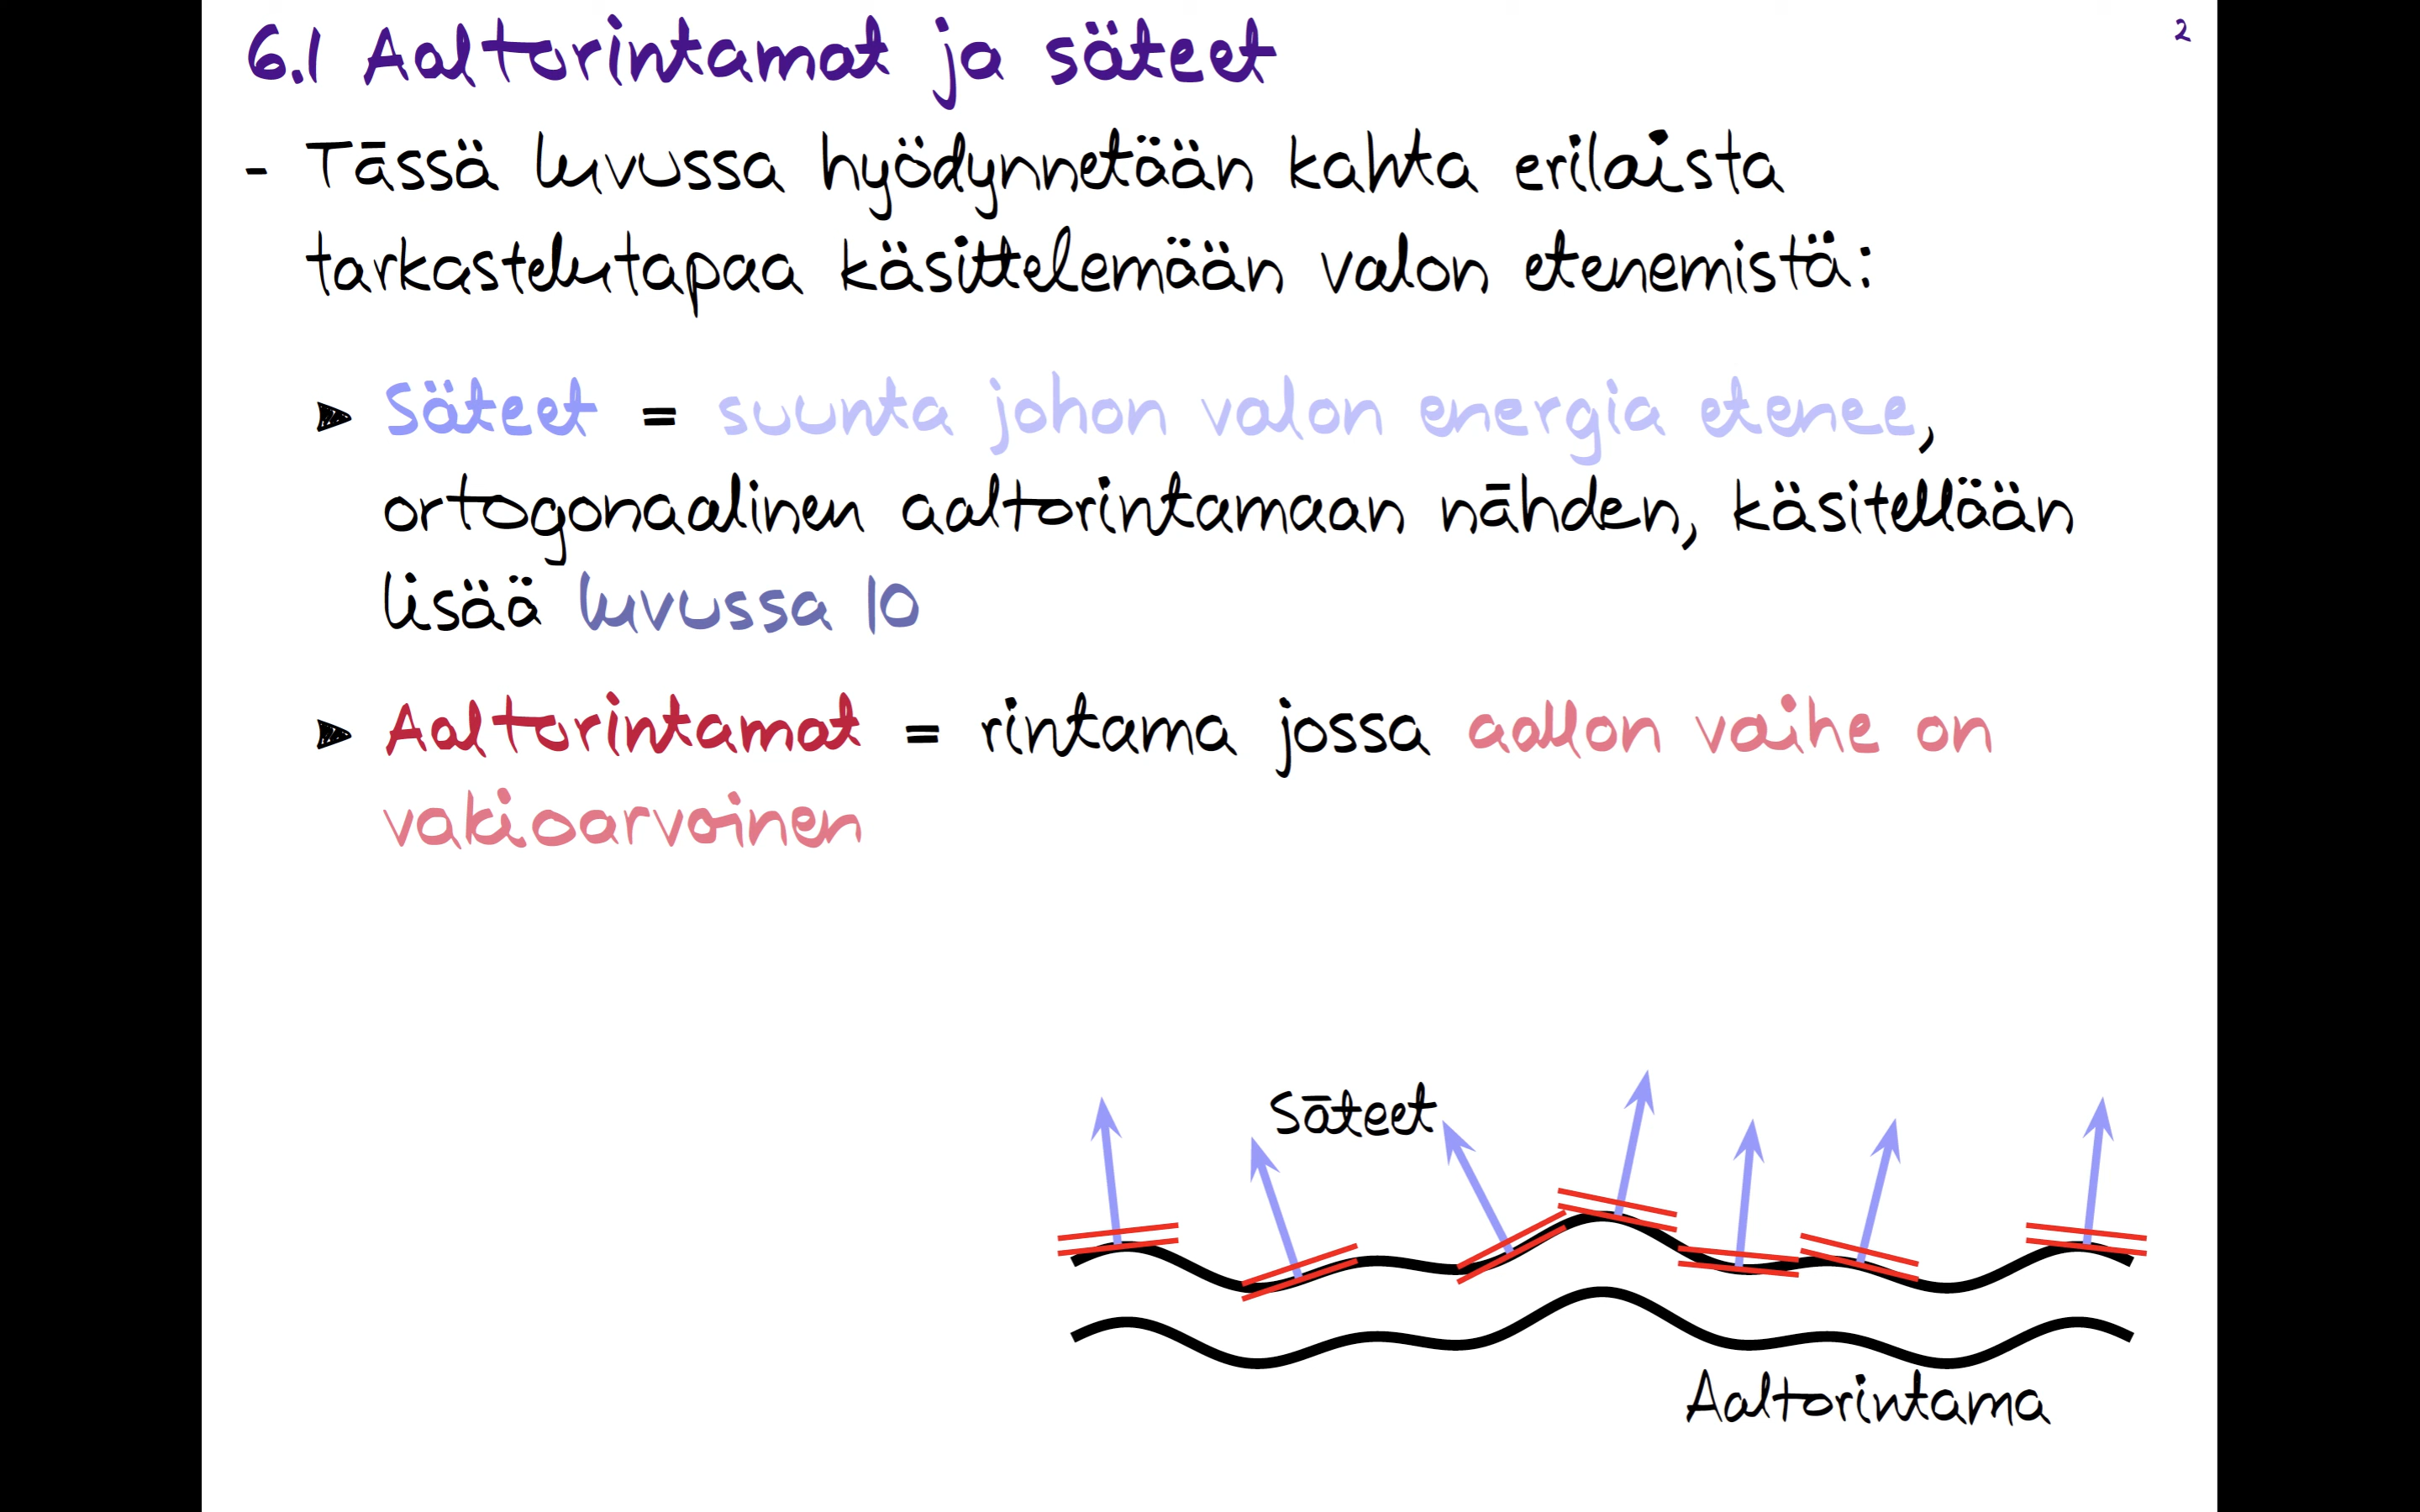 6.1 Aaltorintamat ja säteet
2
- Tässä luvussa hyödynnetään kahta erilaista
tarkastelutapaa käsittelemään valon etenemistä:
▶ Säteet = suunta johon valon energia etenee,
ortogonaalinen aaltorintamaan nähden, käsitellään
lisää luvussa 10
▶ Aaltorintamat = rintama jossa aallon vaihe on
vakioarvoinen
Säteet
Aaltorintama